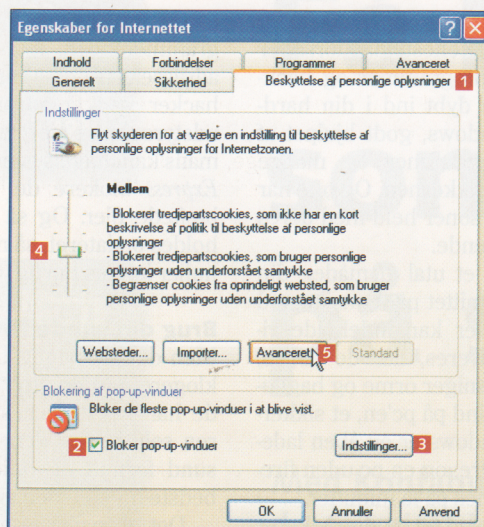 Egenskaber for Internettet
Indhold Forbindelser Programmer Avanceret
Generelt Sikkerhed Beskyttelse af personlige oplysninger 1
Indstillinger
Flyt skyderen for at vælge en indstilling til beskyttelse af
personlige oplysninger for Internetzonen.
Mellem
- Blokerer tredjepartscookies, som ikke har en kort
beskrivelse af politik til beskyttelse af personlige
oplysninger
- Blokerer tredjepartscookies, som bruger personlige
oplysninger uden underforstået samtykke
- Begrænser cookies fra oprindeligt websted, som bruger
personlige oplysninger uden underforstået samtykke
4
Websteder... Importer... Avanceret 5 Standard
Blokering af pop-up-vinduer
Bloker de fleste pop-up-vinduer i at blive vist.
2 Bloker pop-up-vinduer Indstillinger... 3
OK Annuller Anvend